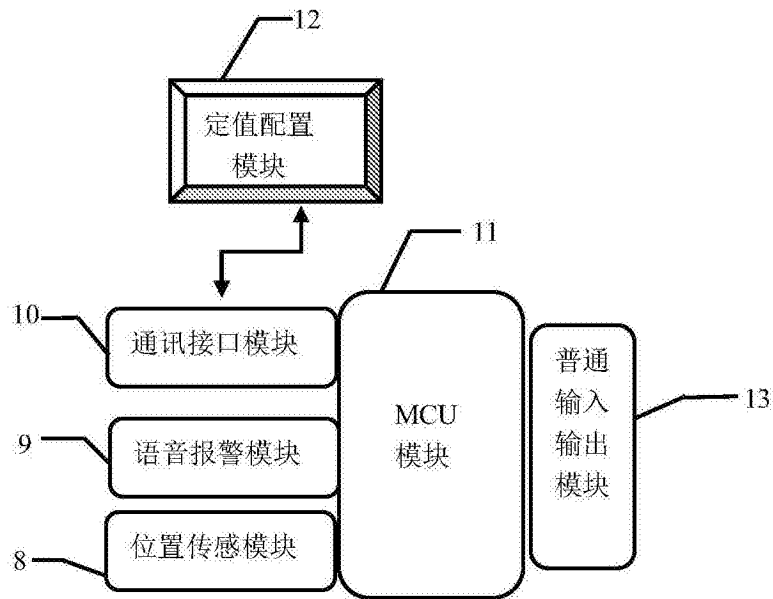 12
定值配置
模块
11
10
通讯接口模块
普通
输入
输出
模块
13
MCU
模块
9
语音报警模块
8
位置传感模块